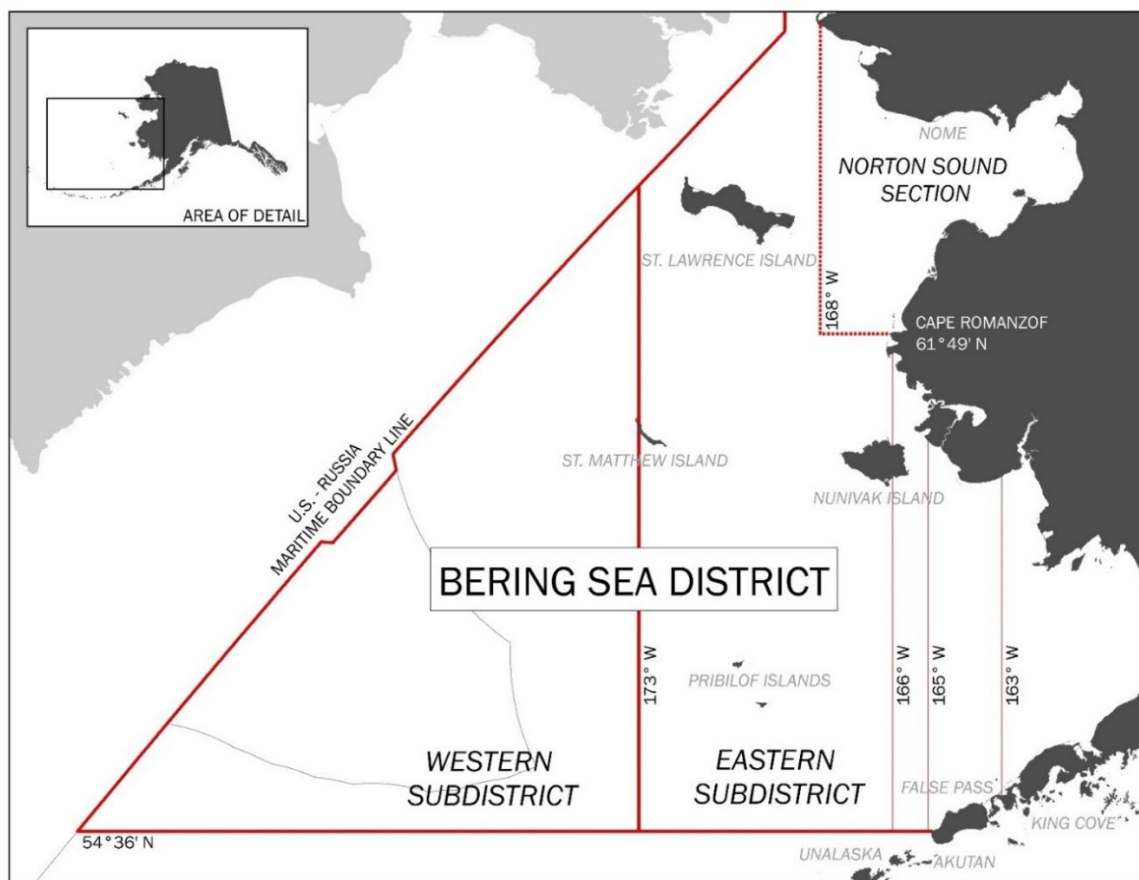 AREA OF DETAIL
NOME
NORTON SOUND
SECTION
ST. LAWRENCE ISLAND
168° W
CAPE ROMANZOF
61°49' N
U.S. - RUSSIA
MARITIME BOUNDARY LINE
ST. MATTHEW ISLAND
NUNIVAK ISLAND
BERING SEA DISTRICT
173° W
166° W
165° W
163° W
PRIBILOF ISLANDS
WESTERN
SUBDISTRICT
EASTERN
SUBDISTRICT
FALSE PASS
KING COVE
54°36' N
UNALASKA
AKUTAN